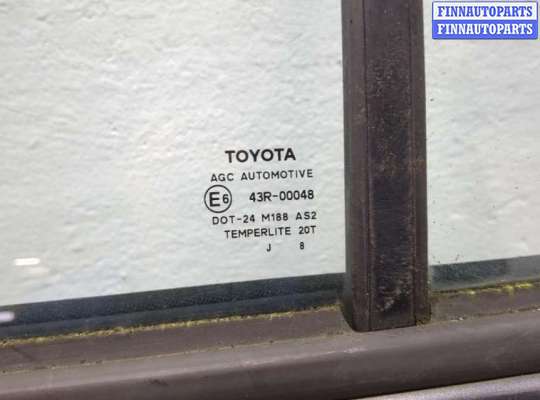 FINNAUTOPARTS
FINNAUTOPARTS
TOYOTA
AGC AUTOMOTIVE
E6 43R-00048
DOT-24 M188 AS2
TEMPERLITE 20T
J 8